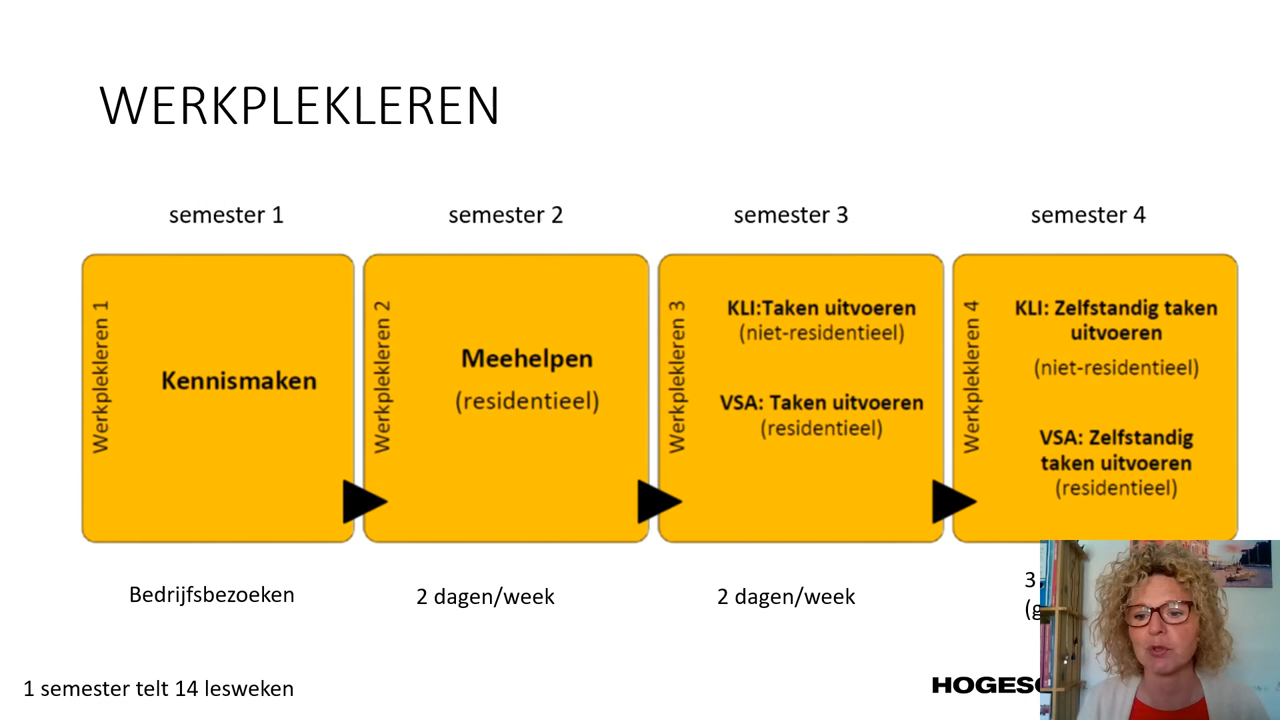 WERKPLEKLEREN
semester 1
semester 2
semester 3
semester 4
Werkplekleren 1
Kennismaken
Werkplekleren 2
Meehelpen
(residentieel)
Werkplekleren 3
KLI:Taken uitvoeren
(niet-residentieel)
VSA: Taken uitvoeren
(residentieel)
Werkplekleren 4
KLI: Zelfstandig taken
uitvoeren
(niet-residentieel)
VSA: Zelfstandig
taken uitvoeren
(residentieel)
Bedrijfsbezoeken
2 dagen/week
2 dagen/week
3
1 semester telt 14 lesweken